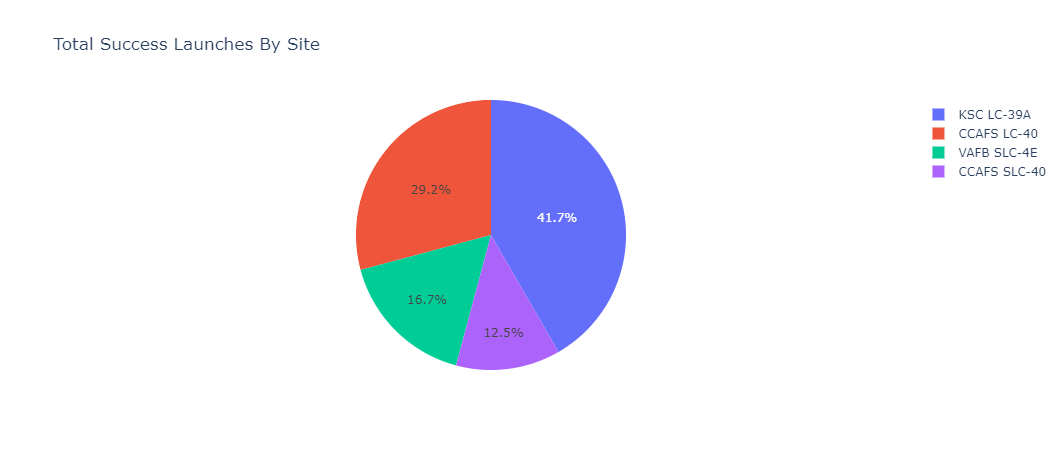 Total Success Launches By Site
KSC LC-39A
CCAFS LC-40
VAFB SLC-4E
CCAFS SLC-40
29.2%
41.7%
16.7%
12.5%